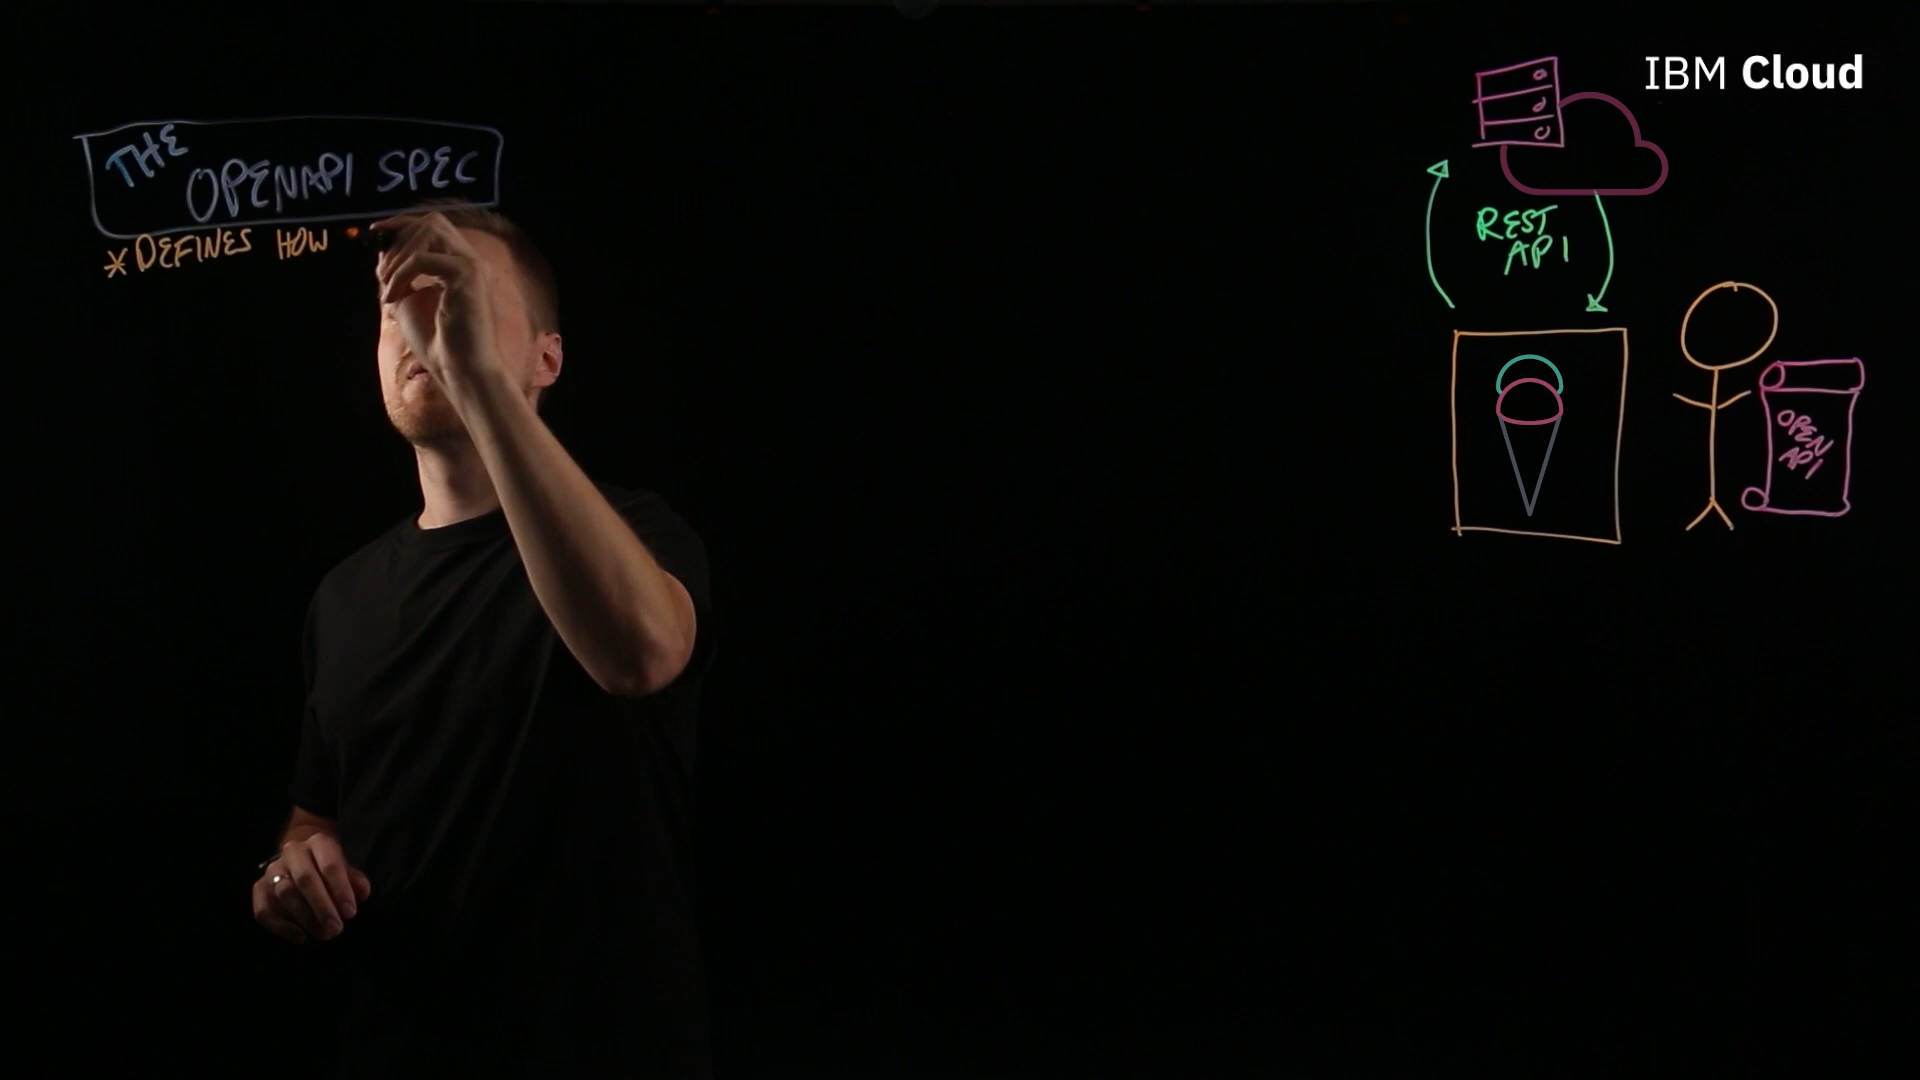 IBM Cloud
THE
OPENAPI SPEC
*DEFINES HOW
REST
API
OPEN
API